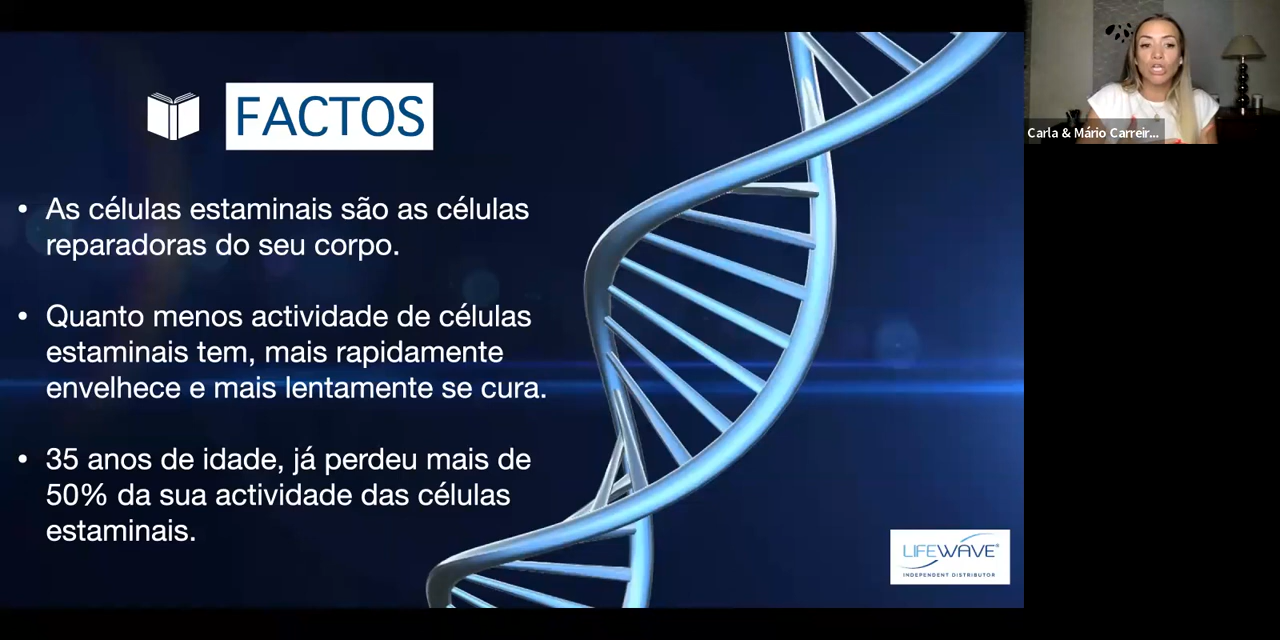 FACTOS
• As células estaminais são as células
reparadoras do seu corpo.
• Quanto menos actividade de células
estaminais tem, mais rapidamente
envelhece e mais lentamente se cura.
• 35 anos de idade, já perdeu mais de
50% da sua actividade das células
estaminais.
LIFEWAVE®
INDEPENDENT DISTRIBUTOR
Carla & Mário Carreir...